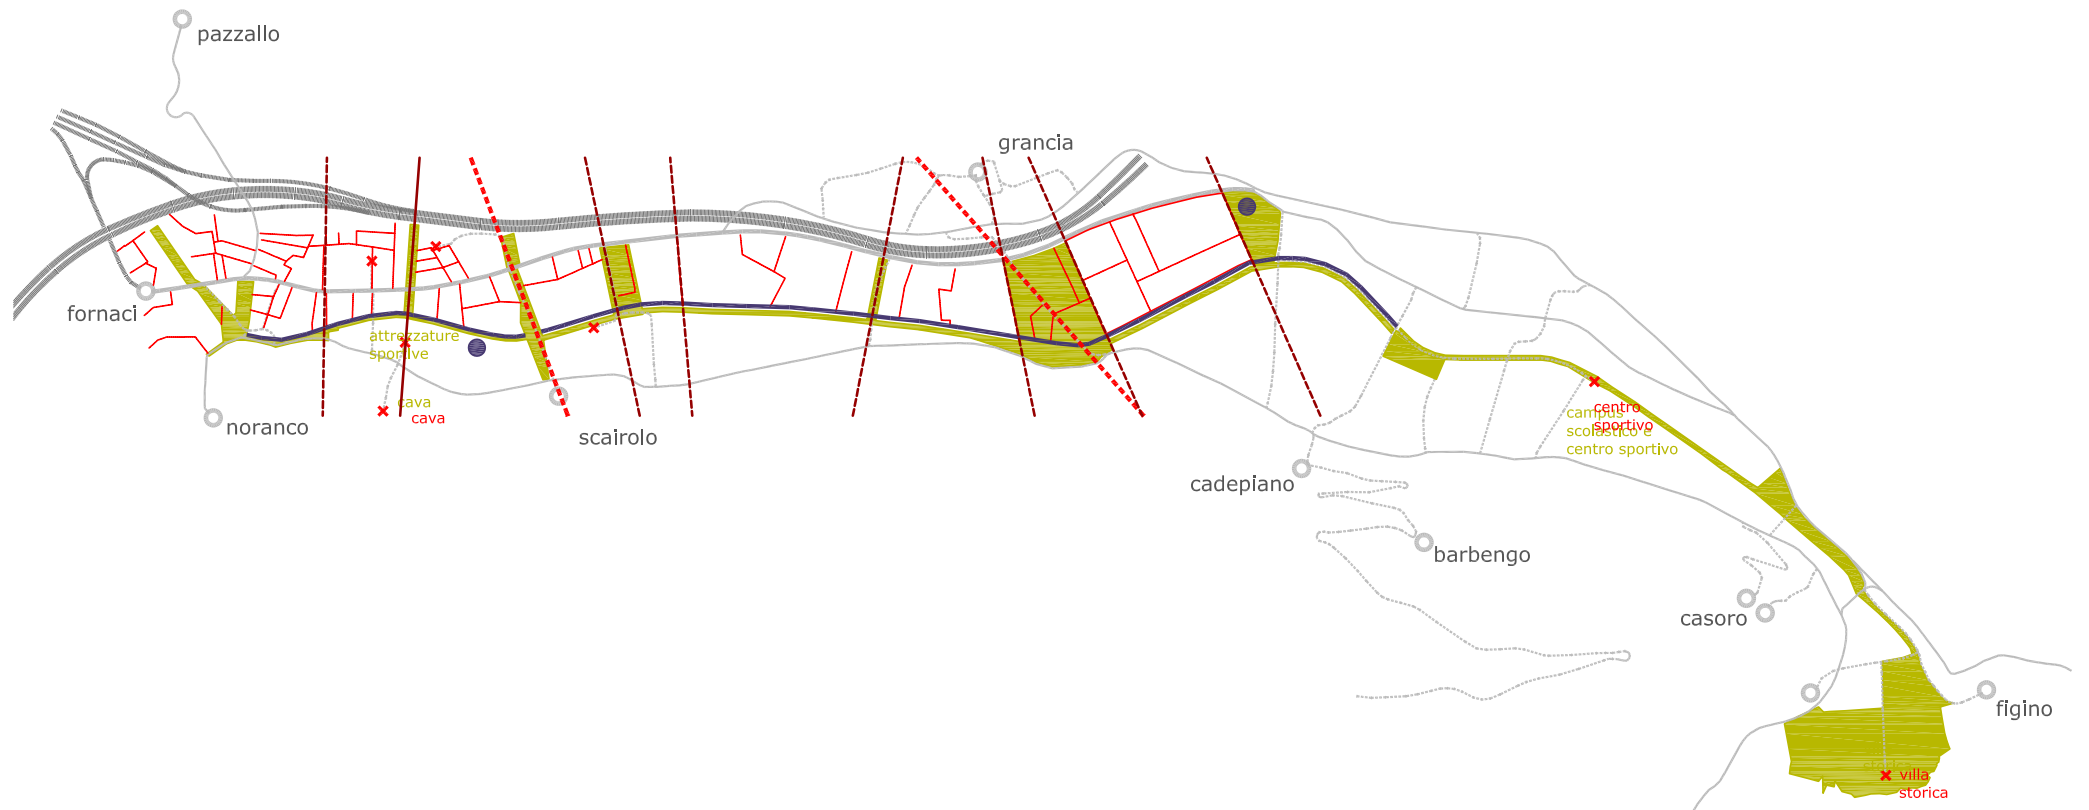 pazzallo
grancia
fornaci
attrezzature
sportive
cava
cava
noranco
scairolo
centro
sportivo
campus
scolastico e
centro sportivo
cadepiano
barbengo
casoro
figino
storica
villa
storica